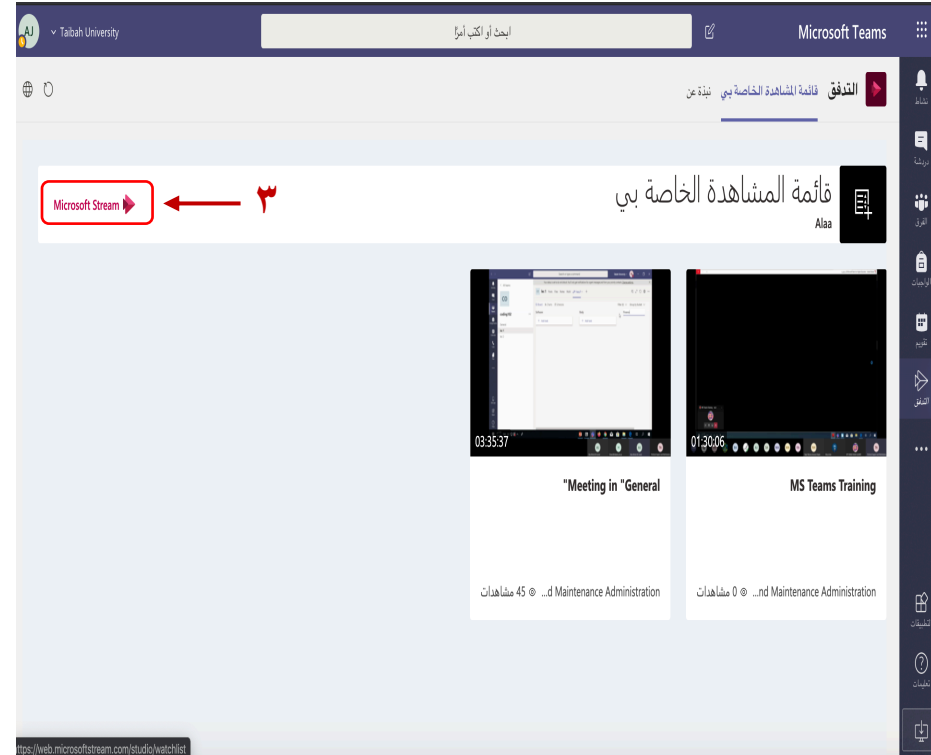 Microsoft Teams
ابحث أو اكتب أمرًا
Taibah University
AJ
التدفق
قائمة المشاهدة الخاصة بي
نبذة عن
نشاط
دردشة
الفرق
الواجبات
تقويم
التدفق
تطبيقات
تعليمات
قائمة المشاهدة الخاصة بي
Alaa
٣
Microsoft Stream
01:30:06
MS Teams Training
nd Maintenance Administration... 0 مشاهدات
03:35:37
"Meeting in "General
d Maintenance Administration... 45 مشاهدات
https://web.microsoftstream.com/studio/watchlist